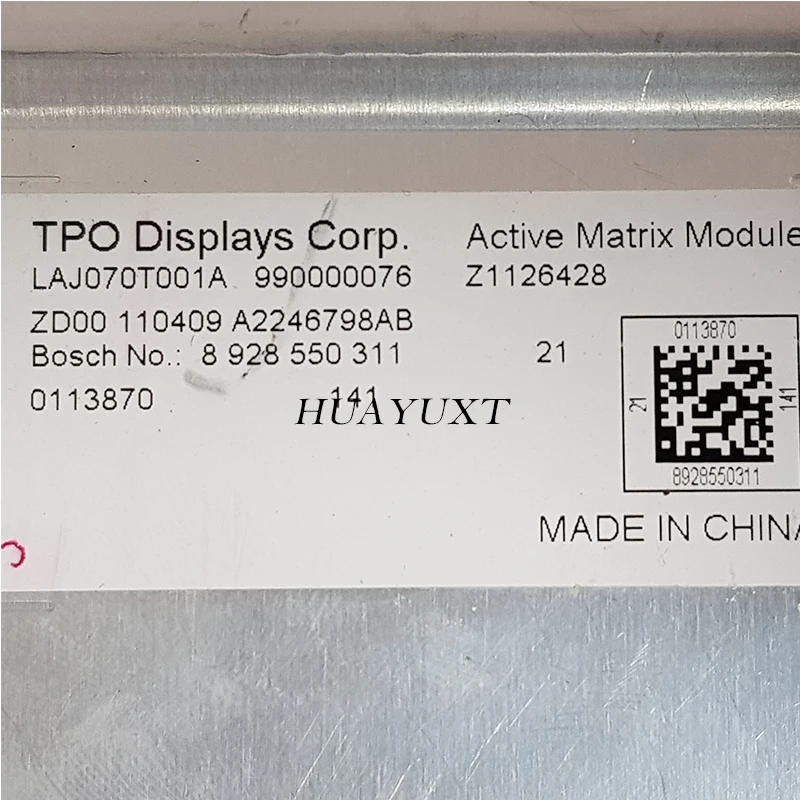 TPO Displays Corp. Active Matrix Module
LAJ070T001A 990000076 Z1126428
ZD00 110409 A2246798AB
Bosch No.: 8 928 550 311 21
0113870 141
HUAYUXT
0113870
21
141
8928550311
MADE IN CHINA